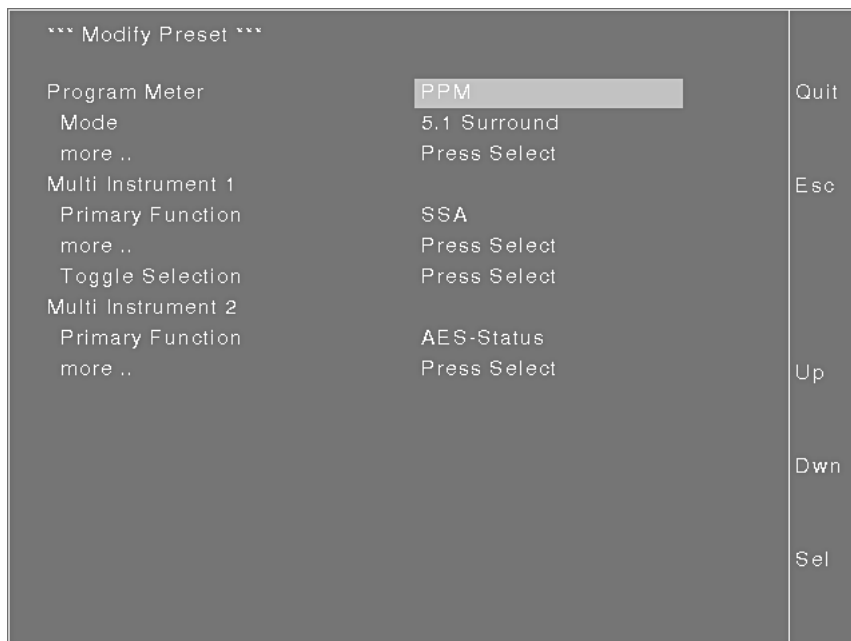 *** Modify Preset ***
Program Meter PPM Quit
Mode 5.1 Surround
more .. Press Select
Multi Instrument 1 Esc
Primary Function SSA
more .. Press Select
Toggle Selection Press Select
Multi Instrument 2
Primary Function AES-Status
more .. Press Select Up
Dwn
Sel